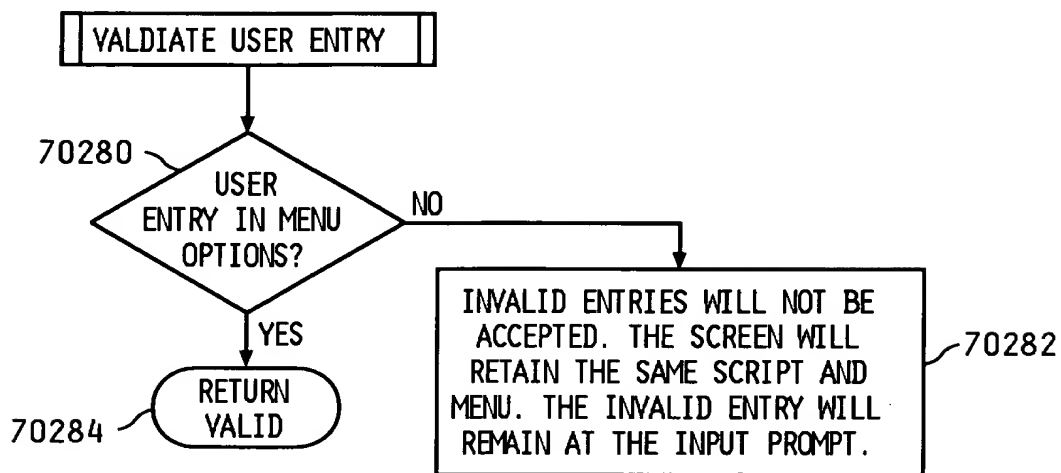 VALDIATE USER ENTRY
70280
USER
ENTRY IN MENU
OPTIONS?
NO
YES
INVALID ENTRIES WILL NOT BE
ACCEPTED. THE SCREEN WILL
RETAIN THE SAME SCRIPT AND
MENU. THE INVALID ENTRY WILL
REMAIN AT THE INPUT PROMPT.
70282
RETURN
VALID
70284